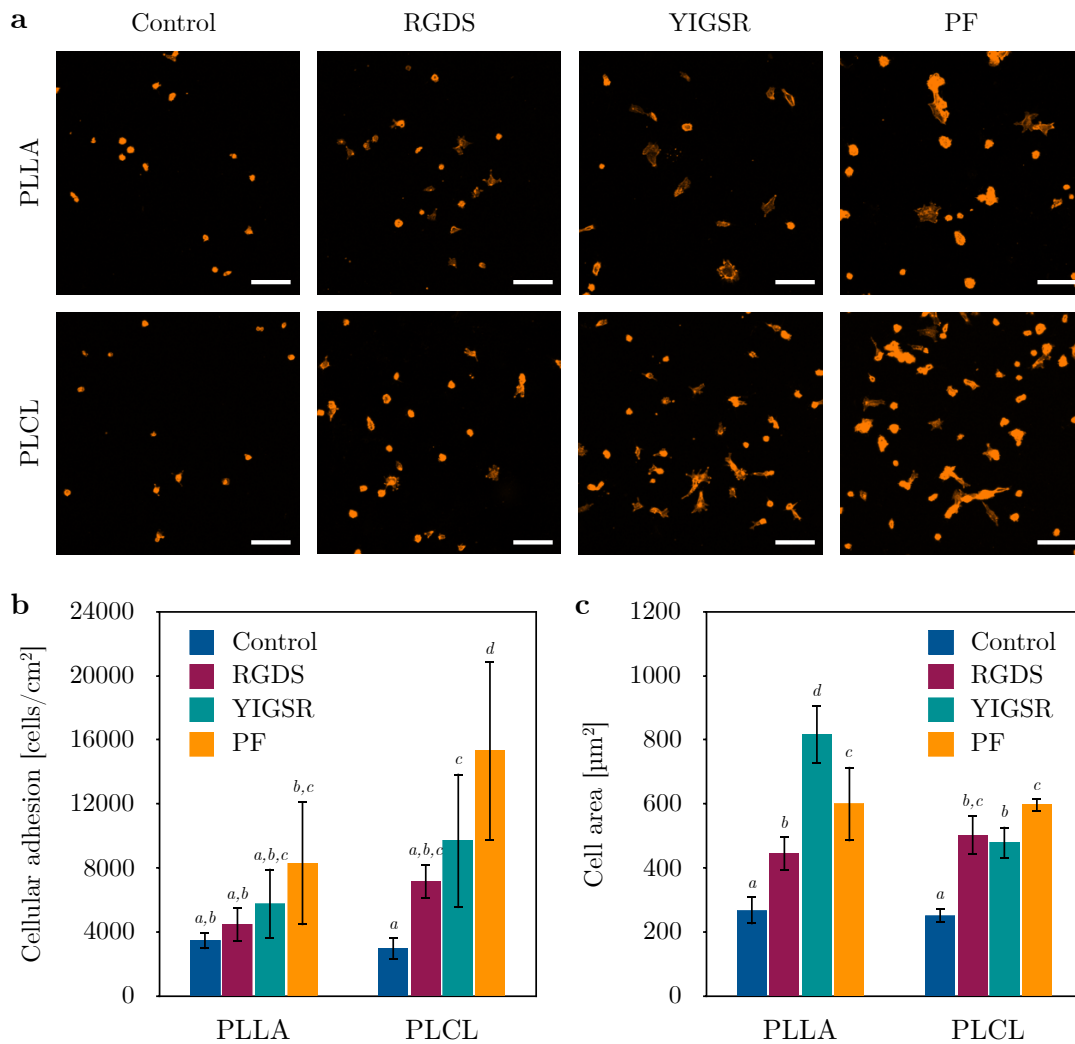 a
Control RGDS YIGSR PF
PLLA
PLCL
b
24000
20000
16000
12000
8000
4000
0
Cellular adhesion [cells/cm²]
Control
RGDS
YIGSR
PF
a,b a,b a,b,c b,c
a a,b,c c d
PLLA PLCL
c
1200
1000
800
600
400
200
0
Cell area [µm²]
Control
RGDS
YIGSR
PF
a b d c
a b,c b c
PLLA PLCL